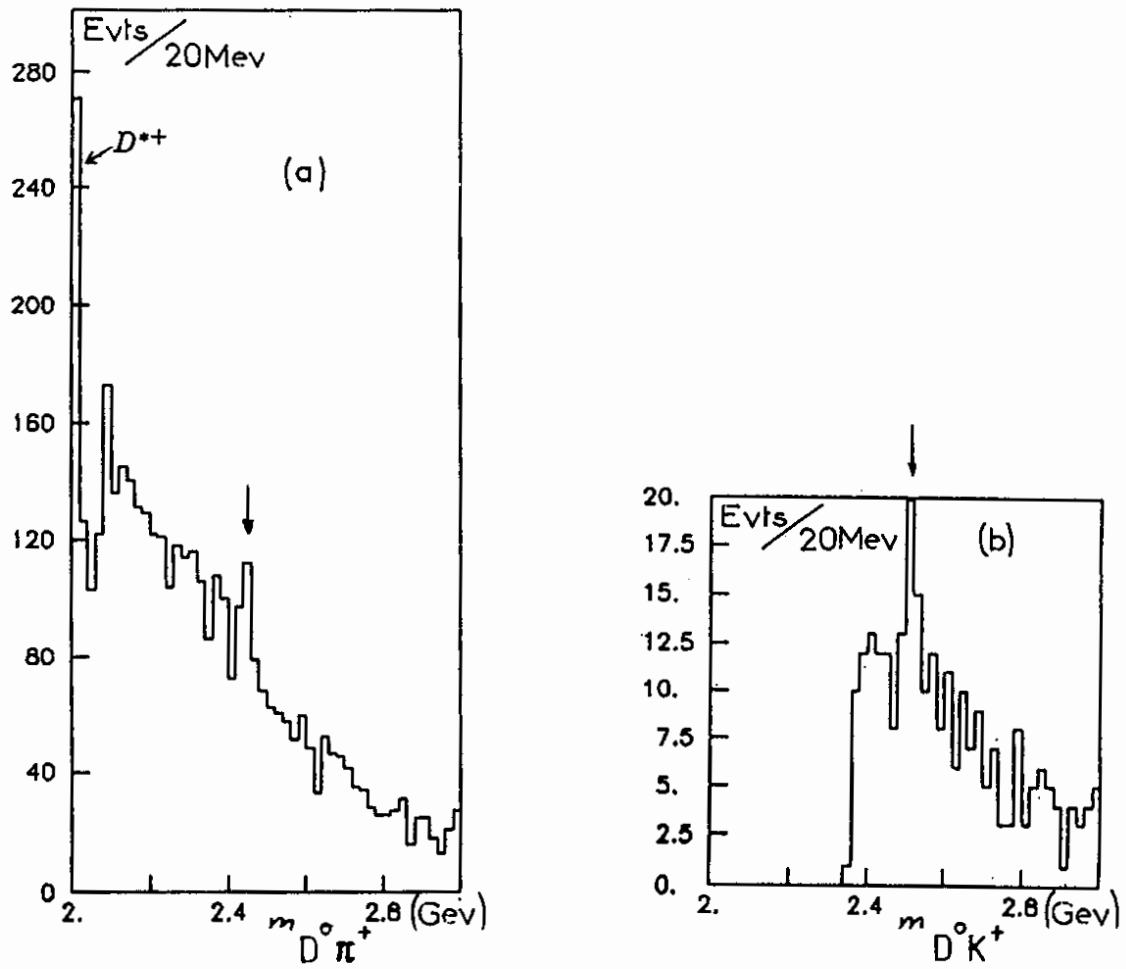 Evts/20Mev
280
240
200
160
120
80
40
0
D*+
(a)
2. 2.4 2.8 (Gev)
m D° π+
Evts/20Mev
(b)
20.
17.5
15.
12.5
10.
7.5
5.
2.5
0.
2. 2.4 2.8 (Gev)
m D° K+